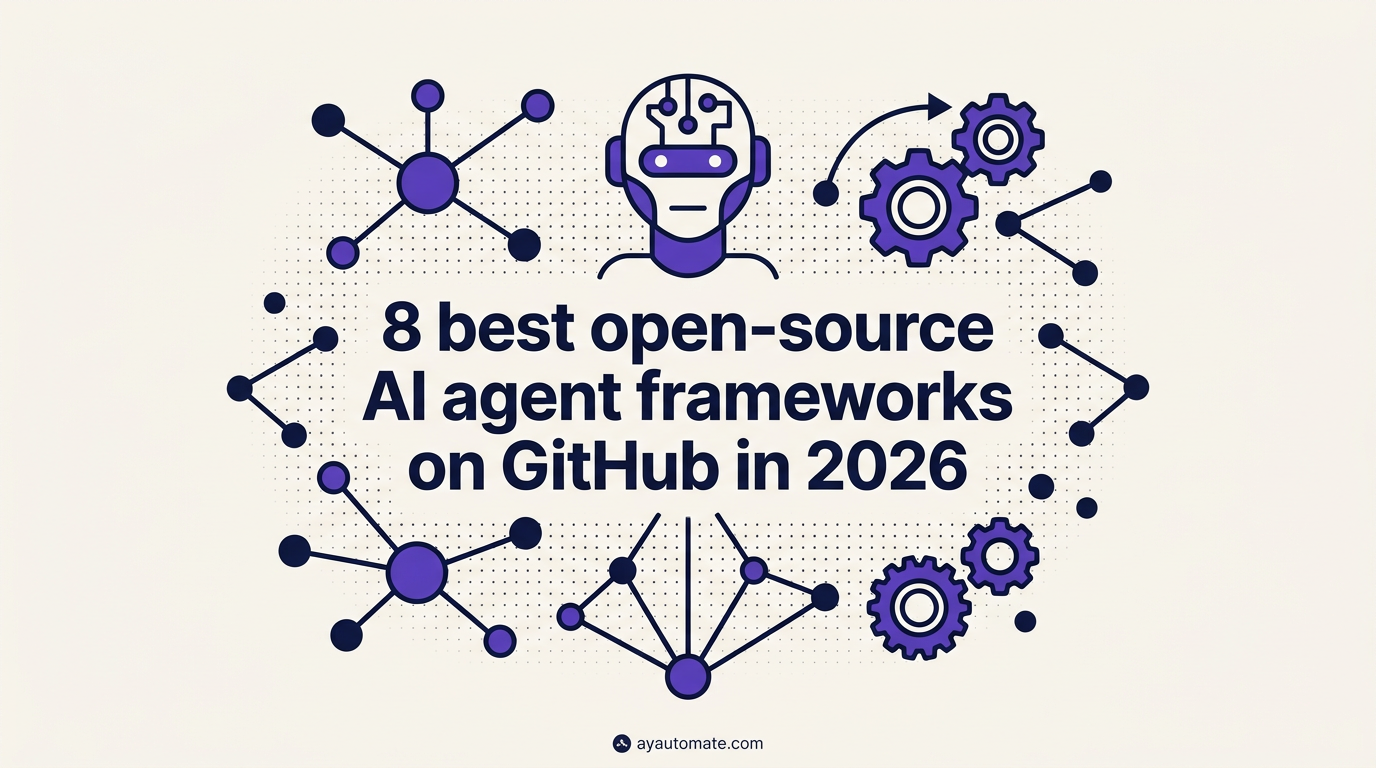 8 best open-source
AI agent frameworks
on GitHub in 2026
ayautomate.com